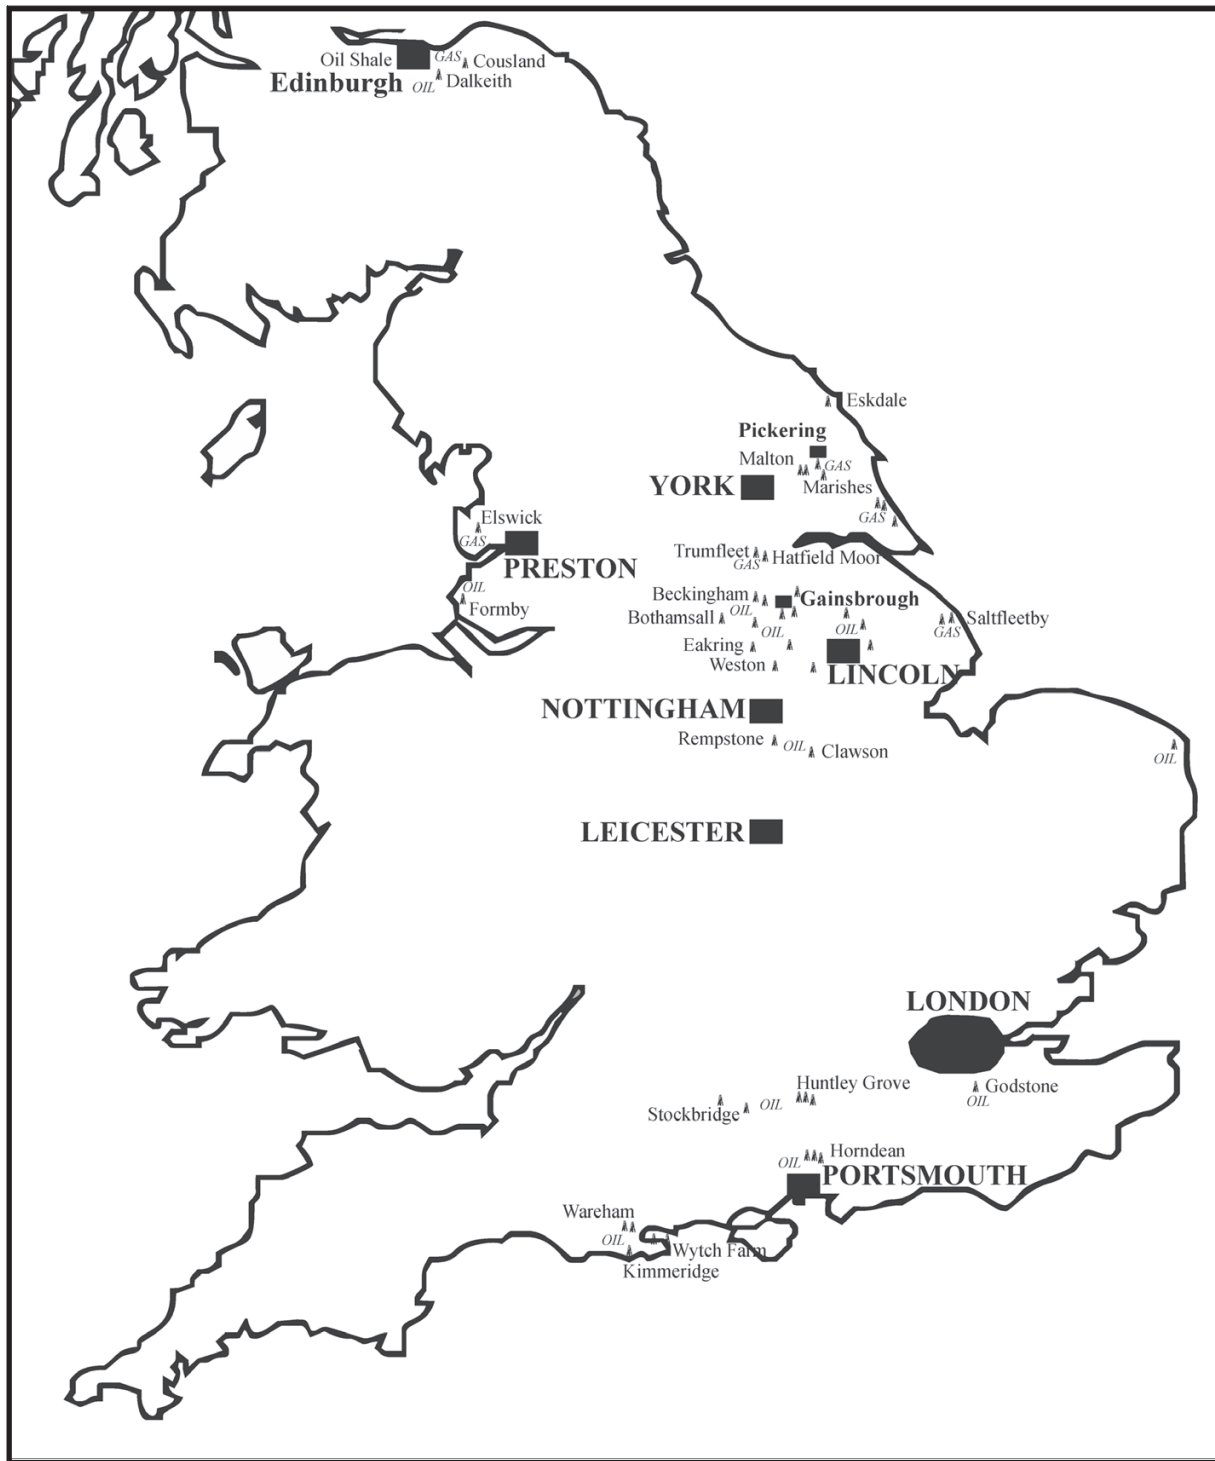 Oil Shale
GAS
Cousland
Edinburgh
OIL
Dalkeith
Eskdale
Pickering
Malton
GAS
YORK
Marishes
GAS
Elswick
GAS
PRESTON
Trumfleet
GAS
Hatfield Moor
OIL
Formby
Beckingham
OIL
Gainsbrough
Bothamsall
OIL
OIL
Saltfleetby
GAS
Eakring
Weston
LINCOLN
NOTTINGHAM
Rempstone
OIL
Clawson
OIL
LEICESTER
LONDON
Huntley Grove
Godstone
OIL
Stockbridge
OIL
OIL
Horndean
PORTSMOUTH
Wareham
OIL
Wytch Farm
Kimmeridge